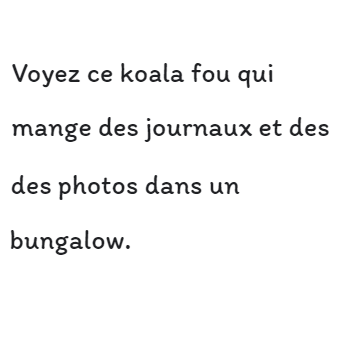 Voyez ce koala fou qui
mange des journaux et des
des photos dans un
bungalow.